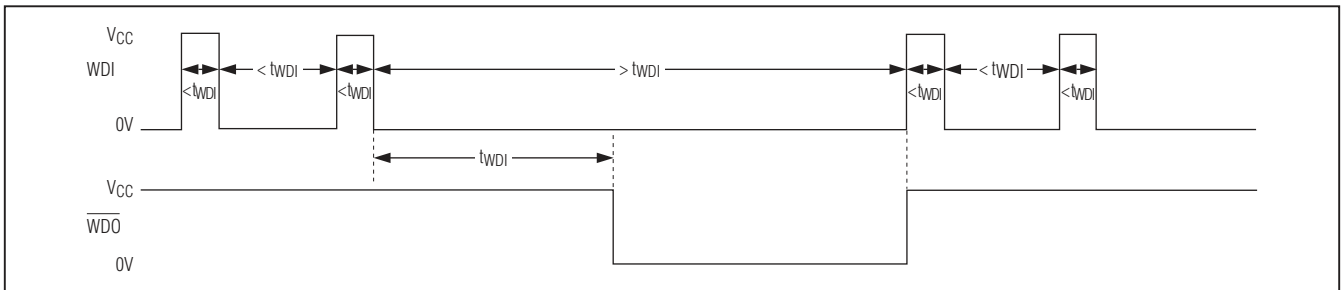 VCC
WDI
< tWDI
> tWDI
< tWDI
<tWDI
<tWDI
<tWDI
<tWDI
0V
tWDI
VCC
WDO
0V